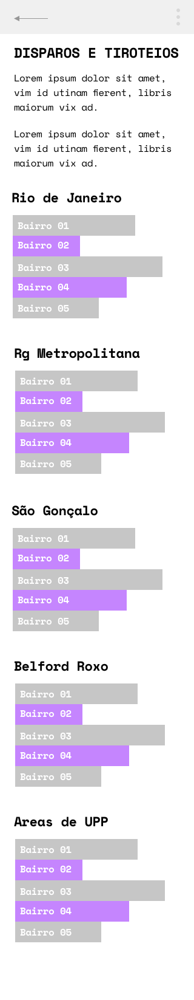 DISPAROS E TIROTEIOS
Lorem ipsum dolor sit amet,
vim id utinam fierent, libris
maiorum vix ad.
Lorem ipsum dolor sit amet,
vim id utinam fierent, libris
maiorum vix ad.
Rio de Janeiro
Bairro 01
Bairro 02
Bairro 03
Bairro 04
Bairro 05
Rg Metropolitana
Bairro 01
Bairro 02
Bairro 03
Bairro 04
Bairro 05
São Gonçalo
Bairro 01
Bairro 02
Bairro 03
Bairro 04
Bairro 05
Belford Roxo
Bairro 01
Bairro 02
Bairro 03
Bairro 04
Bairro 05
Areas de UPP
Bairro 01
Bairro 02
Bairro 03
Bairro 04
Bairro 05